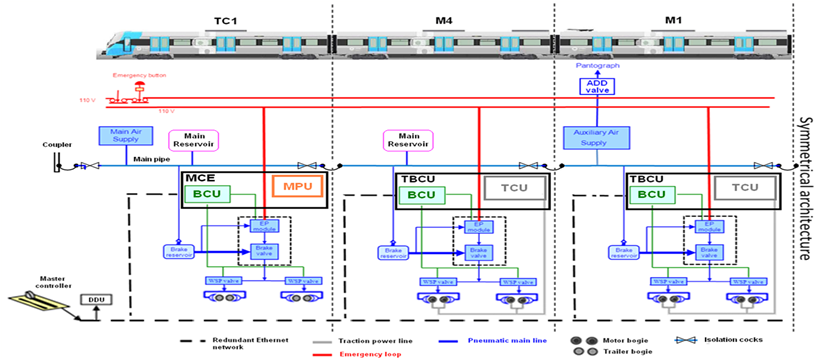 TC1 M4 M1
Emergency button
Pantograph
ADD
valve
110 V
110 V
Main Air
Supply
Main
Reservoir
Main
Reservoir
Auxiliary Air
Supply
Coupler
Main pipe
MCE
BCU
MPU
TBCU
BCU
TCU
TBCU
BCU
TCU
EP
module
EP
module
EP
module
Brake
reservoir
Brake
valve
Brake
reservoir
Brake
valve
Brake
reservoir
Brake
valve
WSP valve
WSP valve
WSP valve
WSP valve
WSP valve
WSP valve
Master
controller
DDU
Symmetrical architecture
Redundant Ethernet
network
Traction power line
Emergency loop
Pneumatic main line
Motor bogie
Trailer bogie
Isolation cocks